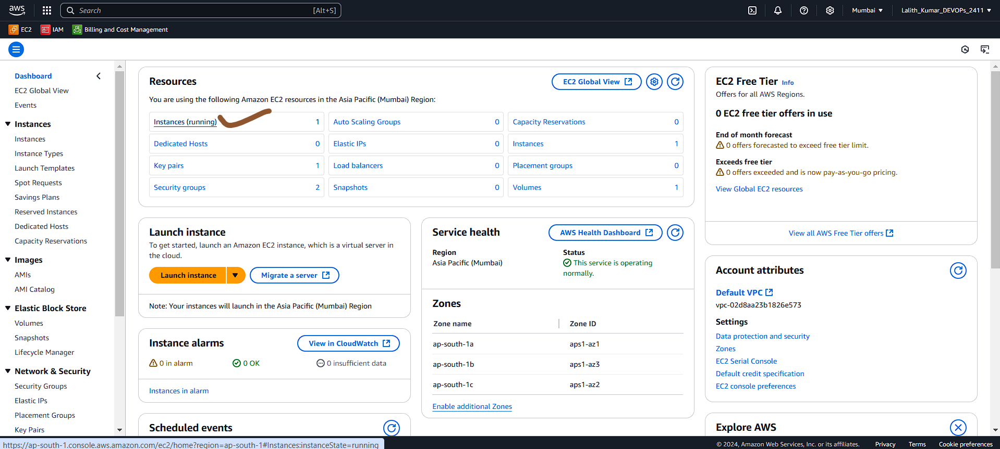 aws
Search [Alt+S]
Mumbai ▼
Lalith_Kumar_DEVOPs_2411 ▼
EC2
IAM
Billing and Cost Management
Dashboard
EC2 Global View
Events
Instances
Instances
Instance Types
Launch Templates
Spot Requests
Savings Plans
Reserved Instances
Dedicated Hosts
Capacity Reservations
Images
AMIs
AMI Catalog
Elastic Block Store
Volumes
Snapshots
Lifecycle Manager
Network & Security
Security Groups
Elastic IPs
Placement Groups
Key Pairs
Resources
EC2 Global View
You are using the following Amazon EC2 resources in the Asia Pacific (Mumbai) Region:
Instances (running) 1
Auto Scaling Groups 0
Capacity Reservations 0
Dedicated Hosts 0
Elastic IPs 0
Instances 1
Key pairs 1
Load balancers 0
Placement groups 0
Security groups 2
Snapshots 0
Volumes 1
Launch instance
To get started, launch an Amazon EC2 instance, which is a virtual server in
the cloud.
Launch instance
Migrate a server
Note: Your instances will launch in the Asia Pacific (Mumbai) Region
Instance alarms
View in CloudWatch
0 in alarm
0 OK
0 insufficient data
Instances in alarm
Scheduled events
Service health
AWS Health Dashboard
Region
Asia Pacific (Mumbai)
Status
This service is operating
normally.
Zones
Zone name Zone ID
ap-south-1a aps1-az1
ap-south-1b aps1-az3
ap-south-1c aps1-az2
Enable additional Zones
EC2 Free Tier Info
Offers for all AWS Regions.
0 EC2 free tier offers in use
End of month forecast
0 offers forecasted to exceed free tier limit.
Exceeds free tier
0 offers exceeded and is now pay-as-you-go pricing.
View Global EC2 resources
View all AWS Free Tier offers
Account attributes
Default VPC
vpc-02d8aa23b1826e573
Settings
Data protection and security
Zones
EC2 Serial Console
Default credit specification
EC2 console preferences
Explore AWS
https://ap-south-1.console.aws.amazon.com/ec2/home?region=ap-south-1#Instances:instanceState=running
© 2024, Amazon Web Services, Inc. or its affiliates.
Privacy
Terms
Cookie preferences